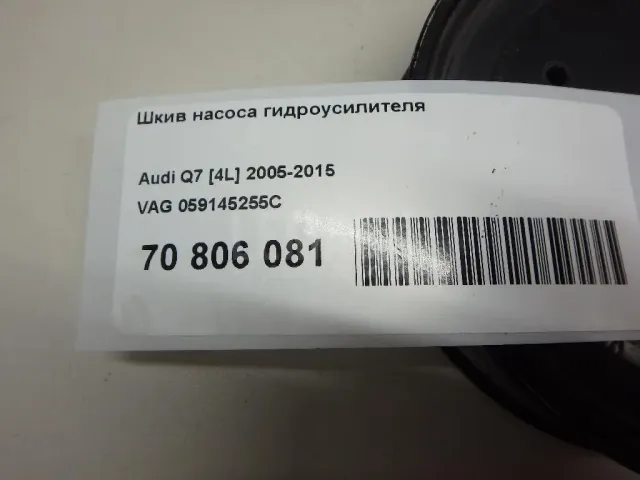 Шкив насоса гидроусилителя
Audi Q7 [4L] 2005-2015
VAG 059145255C
70 806 081